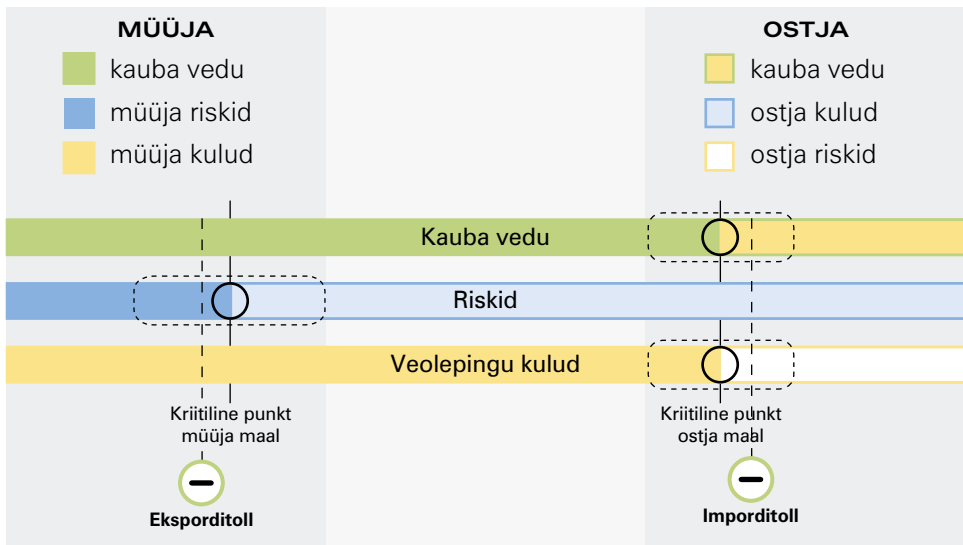 MÜÜJA
kauba vedu
müüja riskid
müüja kulud
OSTJA
kauba vedu
ostja kulud
ostja riskid
Kauba vedu
Riskid
Veolepingu kulud
Kriitiline punkt
müüja maal
Kriitiline punkt
ostja maal
Eksporditoll
Imporditoll